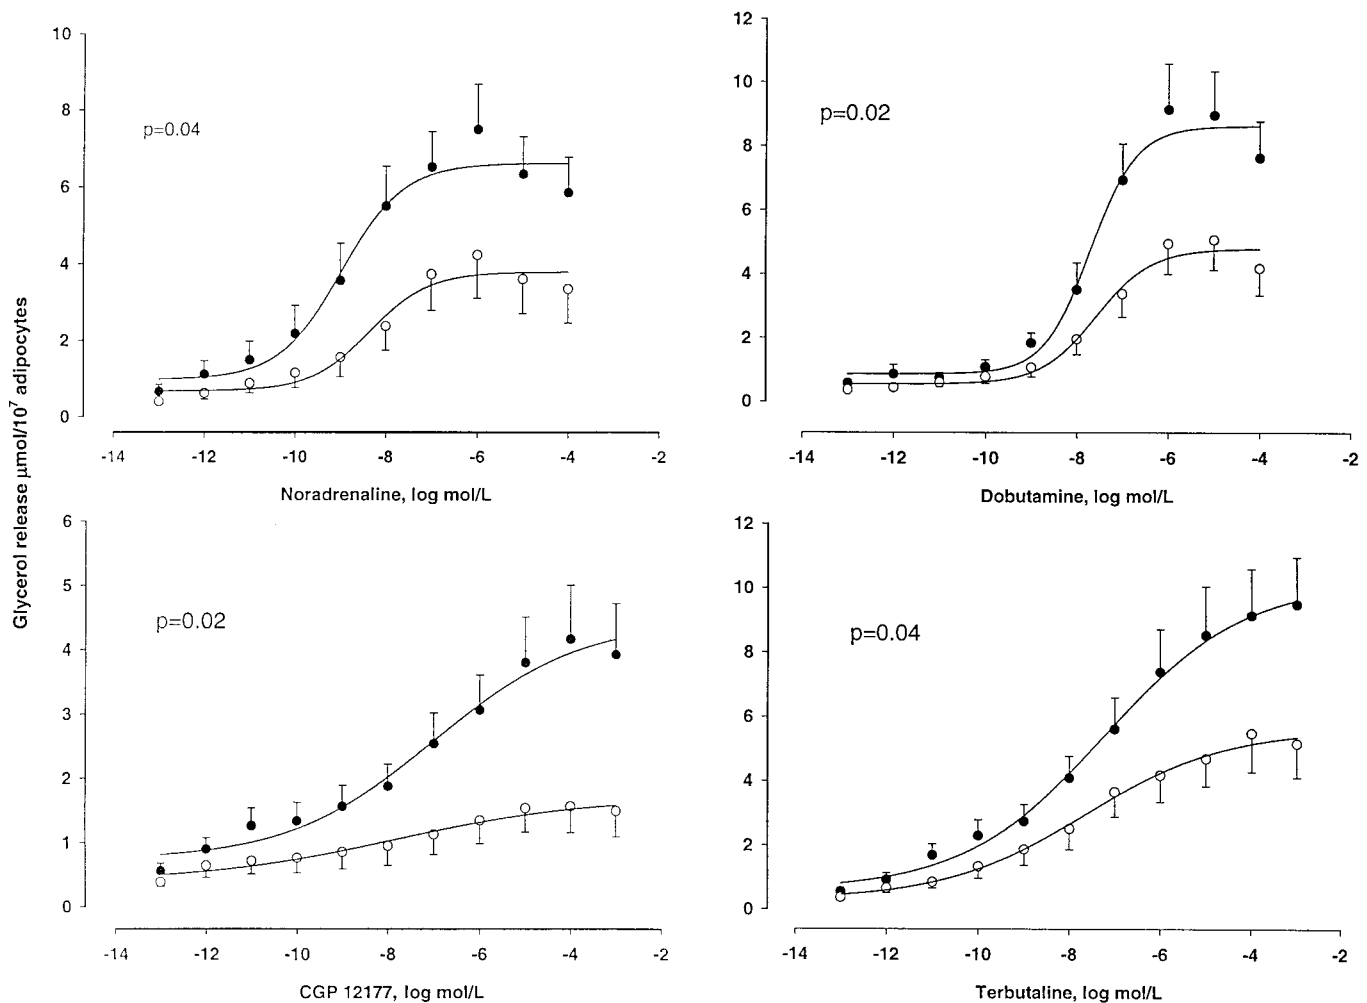 Glycerol release μmol/10⁷ adipocytes
10
8
6
4
2
0
p=0.04
-14 -12 -10 -8 -6 -4 -2
Noradrenaline, log mol/L
12
10
8
6
4
2
0
p=0.02
-14 -12 -10 -8 -6 -4 -2
Dobutamine, log mol/L
6
5
4
3
2
1
0
p=0.02
-14 -12 -10 -8 -6 -4 -2
CGP 12177, log mol/L
12
10
8
6
4
2
0
p=0.04
-14 -12 -10 -8 -6 -4 -2
Terbutaline, log mol/L